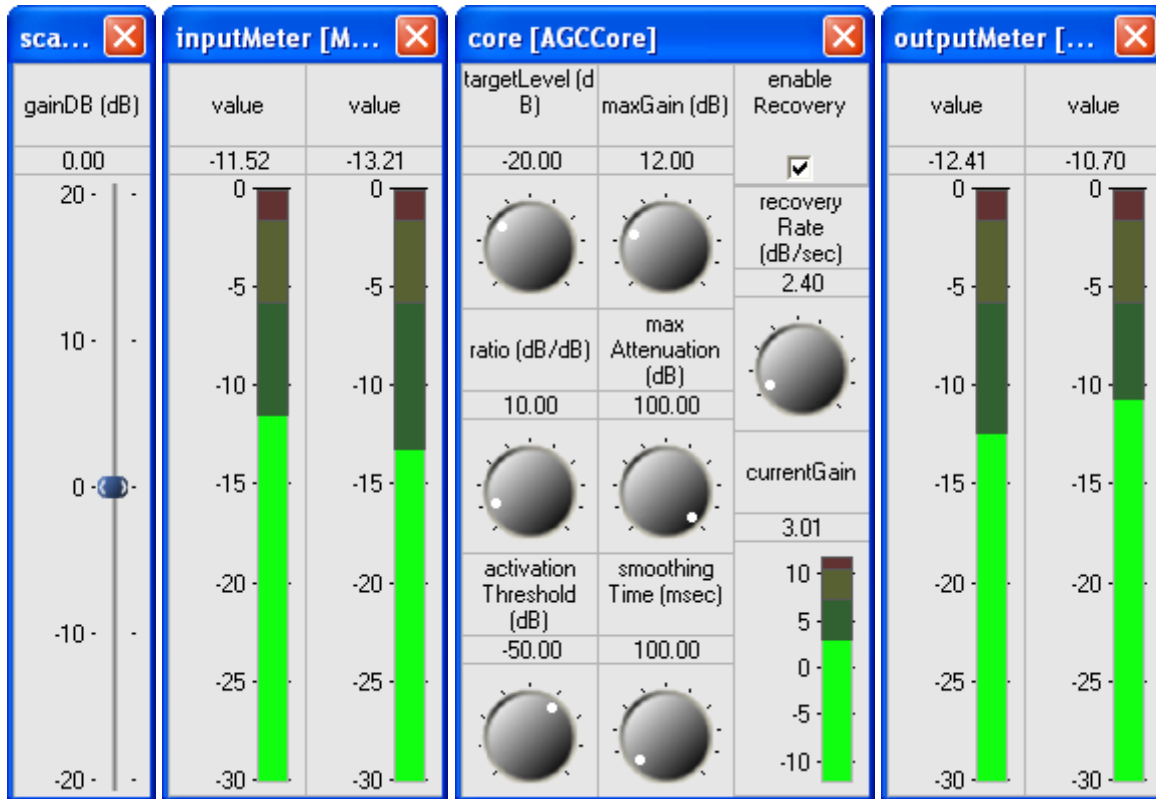 sca...
gainDB (dB)
0.00
20
10
0
-10
-20
inputMeter [M...
value
value
-11.52
-13.21
0
-5
-10
-15
-20
-25
-30
0
-5
-10
-15
-20
-25
-30
core [AGCCore]
targetLevel (d
B)
-20.00
maxGain (dB)
12.00
enable
Recovery
recovery
Rate
(dB/sec)
2.40
ratio (dB/dB)
10.00
max
Attenuation
(dB)
100.00
currentGain
3.01
10
5
0
-5
-10
activation
Threshold
(dB)
-50.00
smoothing
Time (msec)
100.00
outputMeter [...
value
value
-12.41
-10.70
0
-5
-10
-15
-20
-25
-30
0
-5
-10
-15
-20
-25
-30